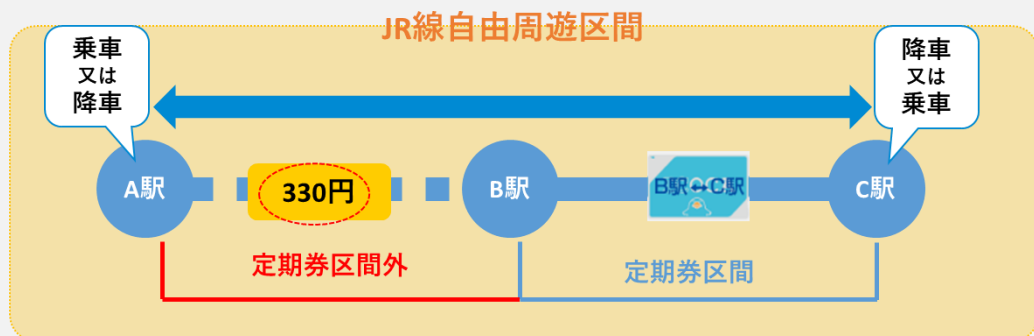 JR線自由周遊区間
乗車
又は
降車
降車
又は
乗車
A駅
330円
B駅
B駅↔C駅
C駅
定期券区間外
定期券区間